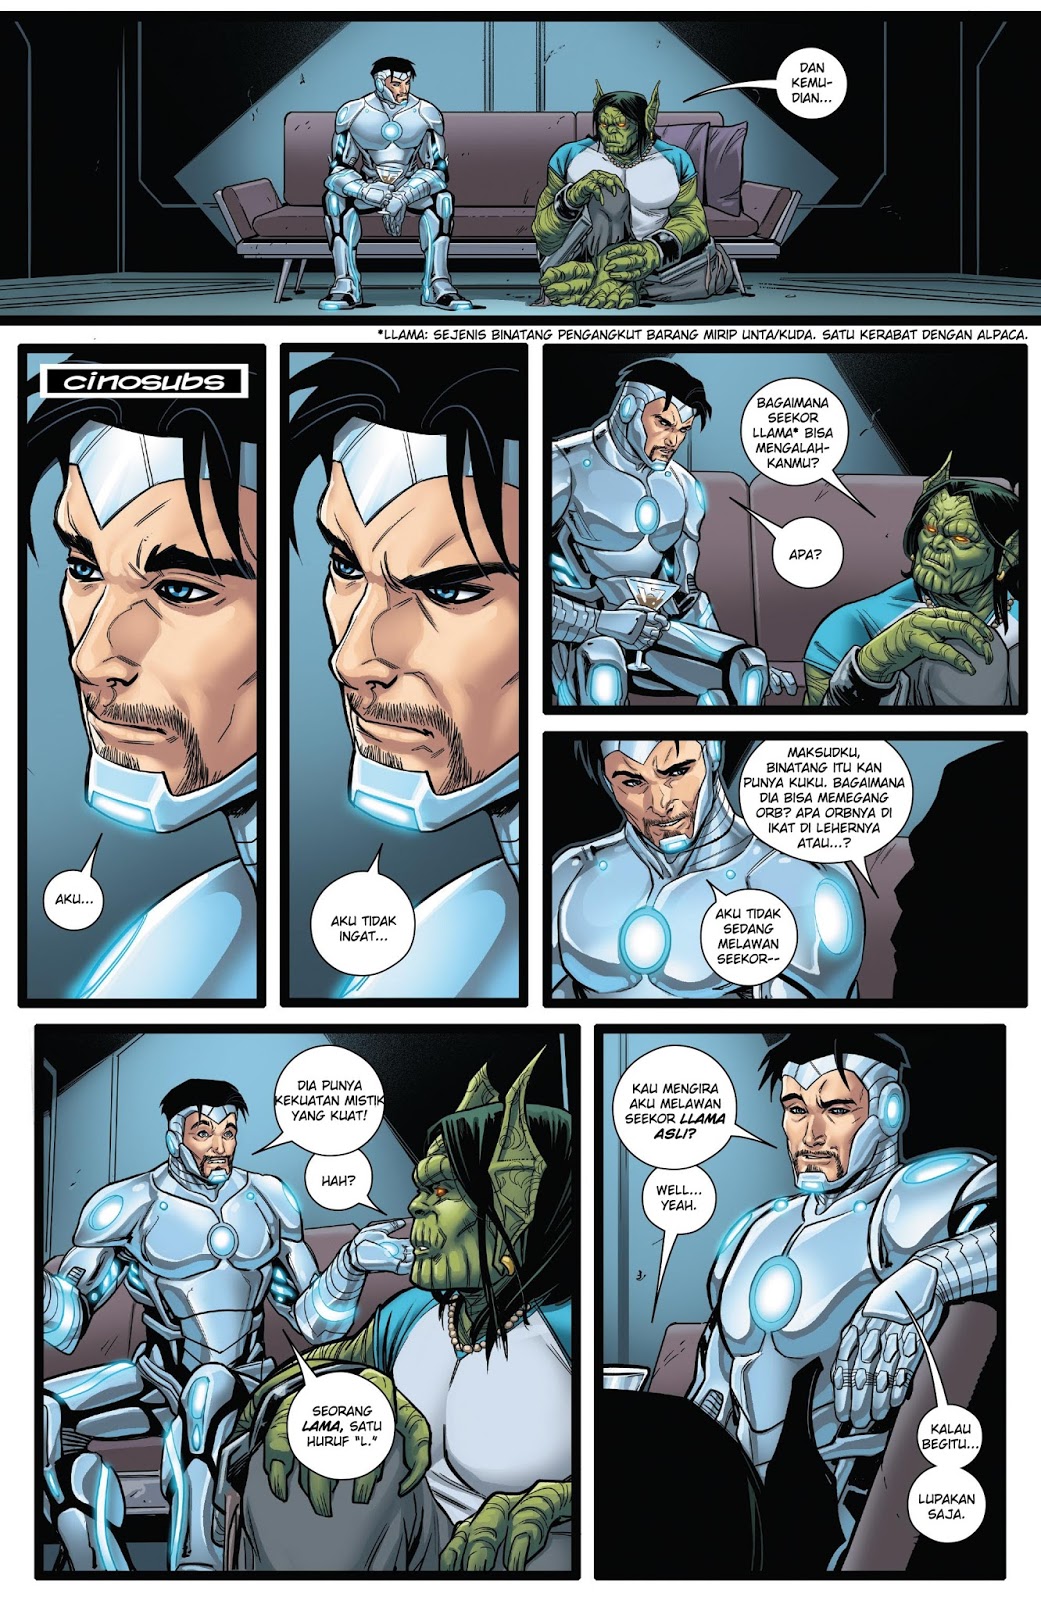 DAN
KEMU-
DIAN...
*LLAMA: SEJENIS BINATANG PENGANGKUT BARANG MIRIP UNTA/KUDA. SATU KERABAT DENGAN ALPACA.
cinosubs
AKU...
AKU TIDAK
INGAT...
BAGAIMANA
SEEKOR
LLAMA* BISA
MENGALAH-
KANMU?
APA?
MAKSUDKU,
BINATANG ITU KAN
PUNYA KUKU. BAGAIMANA
DIA BISA MEMEGANG
ORB? APA ORBNYA DI
IKAT DI LEHERNYA
ATAU...?
AKU TIDAK
SEDANG
MELAWAN
SEEKOR--
DIA PUNYA
KEKUATAN MISTIK
YANG KUAT!
HAH?
SEORANG
LAMA, SATU
HURUF "L."
KAU MENGIRA
AKU MELAWAN
SEEKOR LLAMA
ASLI?
WELL...
YEAH.
KALAU
BEGITU...
LUPAKAN
SAJA.